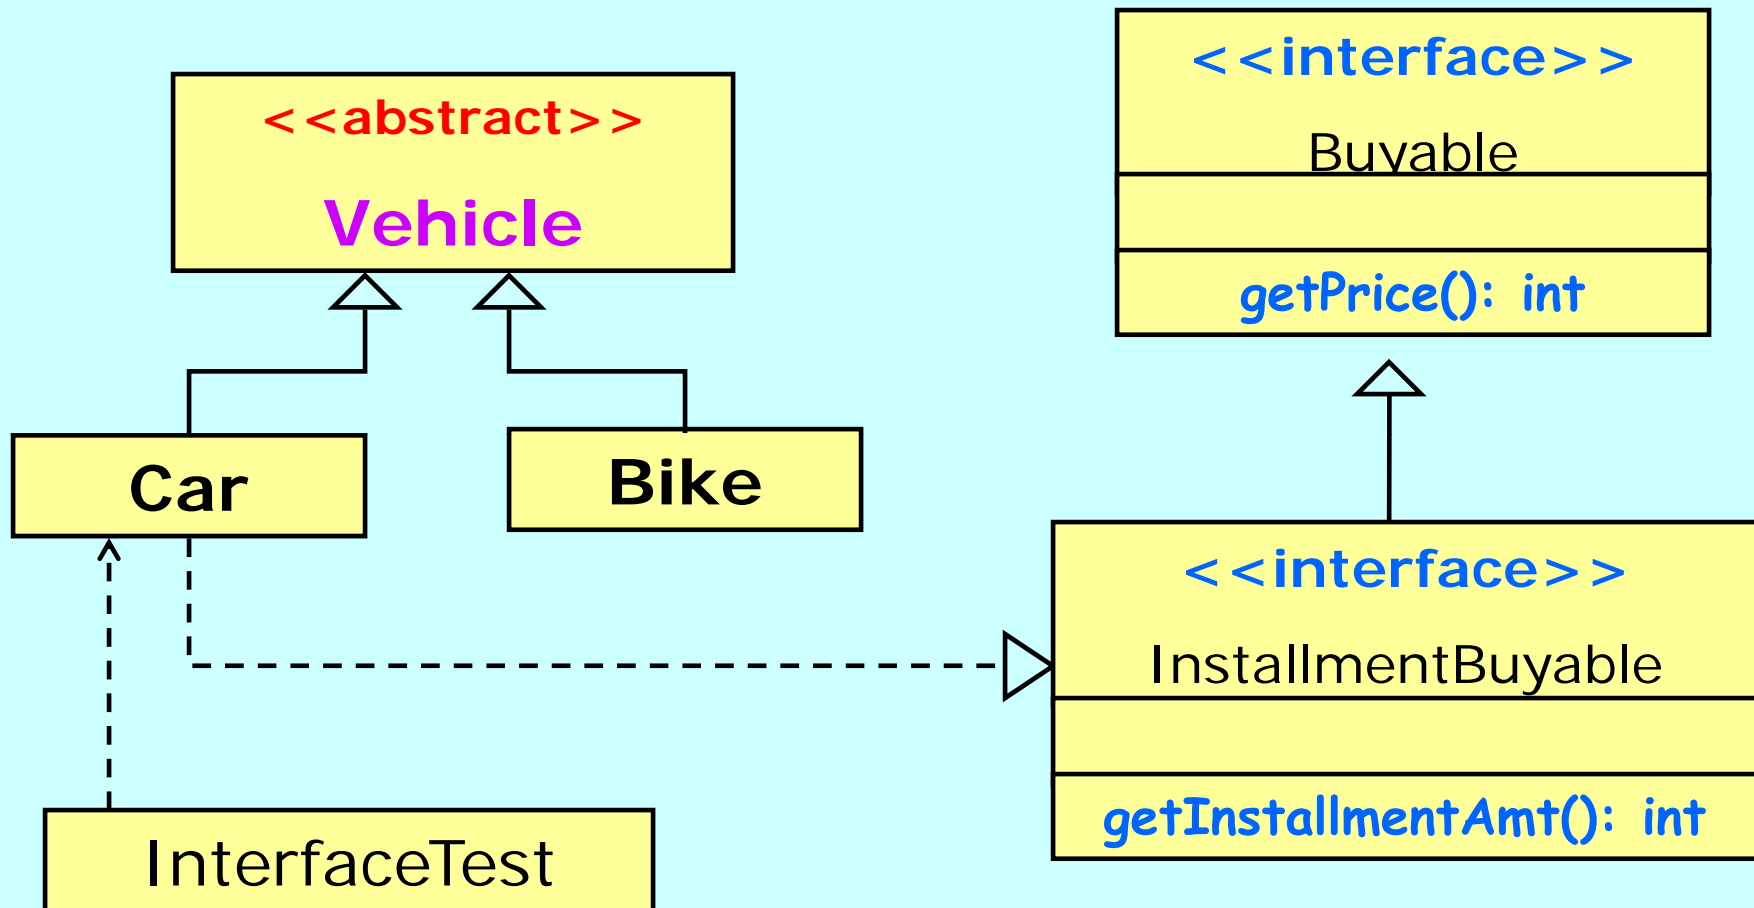 <<abstract>>
Vehicle
Car
Bike
InterfaceTest
<<interface>>
Buyable
getPrice(): int
<<interface>>
InstallmentBuyable
getInstallmentAmt(): int